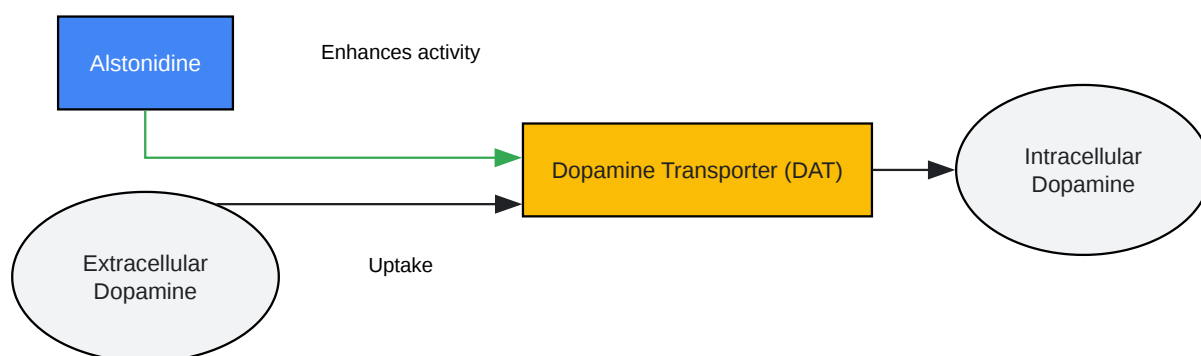 Alstonidine
Enhances activity
Dopamine Transporter (DAT)
Intracellular
Dopamine
Extracellular
Dopamine
Uptake